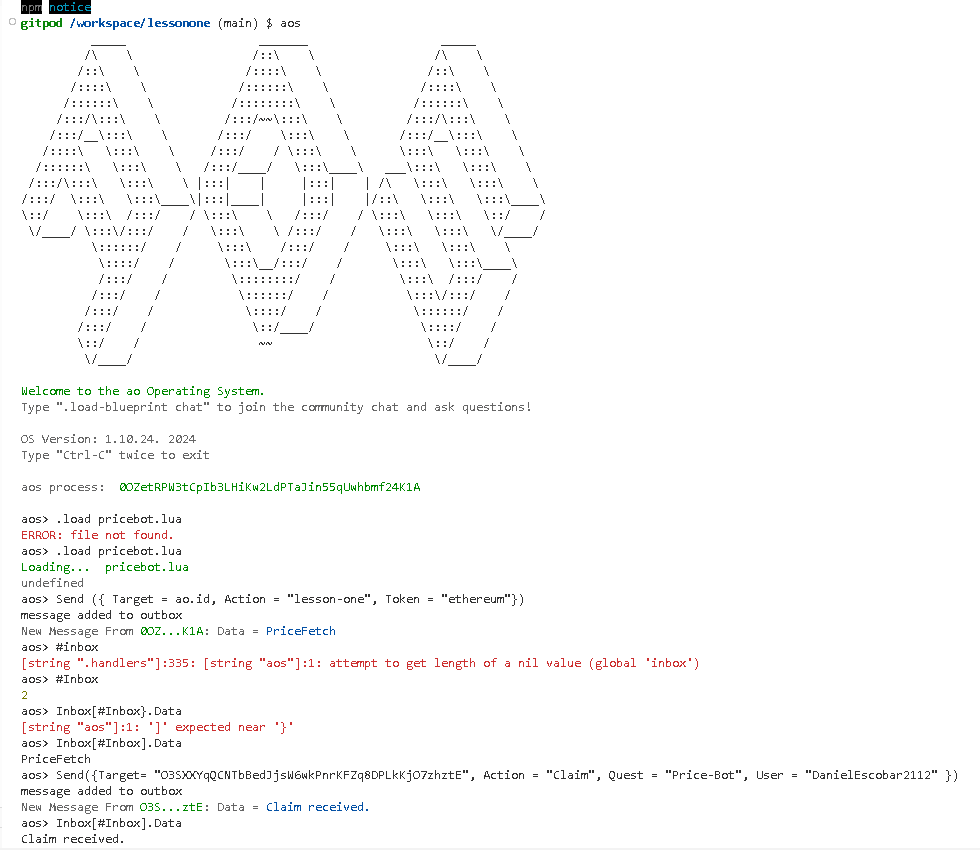 npm notice
gitpod /workspace/lessonone (main) $ aos
Welcome to the ao Operating System.
Type ".load-blueprint chat" to join the community chat and ask questions!
OS Version: 1.10.24. 2024
Type "Ctrl-C" twice to exit
aos process:  0OZetRPW3tCpIb3LHiKw2LdPTaJin55qUwhbmf24K1A
aos> .load pricebot.lua
ERROR: file not found.
aos> .load pricebot.lua
Loading...  pricebot.lua
undefined
aos> Send ({ Target = ao.id, Action = "lesson-one", Token = "ethereum"})
message added to outbox
New Message From 0OZ...K1A: Data = PriceFetch
aos> #inbox
[string ".handlers"]:335: [string "aos"]:1: attempt to get length of a nil value (global 'inbox')
aos> #Inbox
2
aos> Inbox[#Inbox}.Data
[string "aos"]:1: ']' expected near '}'
aos> Inbox[#Inbox].Data
PriceFetch
aos> Send({Target= "O3SXXYqQCNTbBedJjsW6wkPnrKFZq8DPLkKjO7zhztE", Action = "Claim", Quest = "Price-Bot", User = "DanielEscobar2112" })
message added to outbox
New Message From O3S...ztE: Data = Claim received.
aos> Inbox[#Inbox].Data
Claim received.